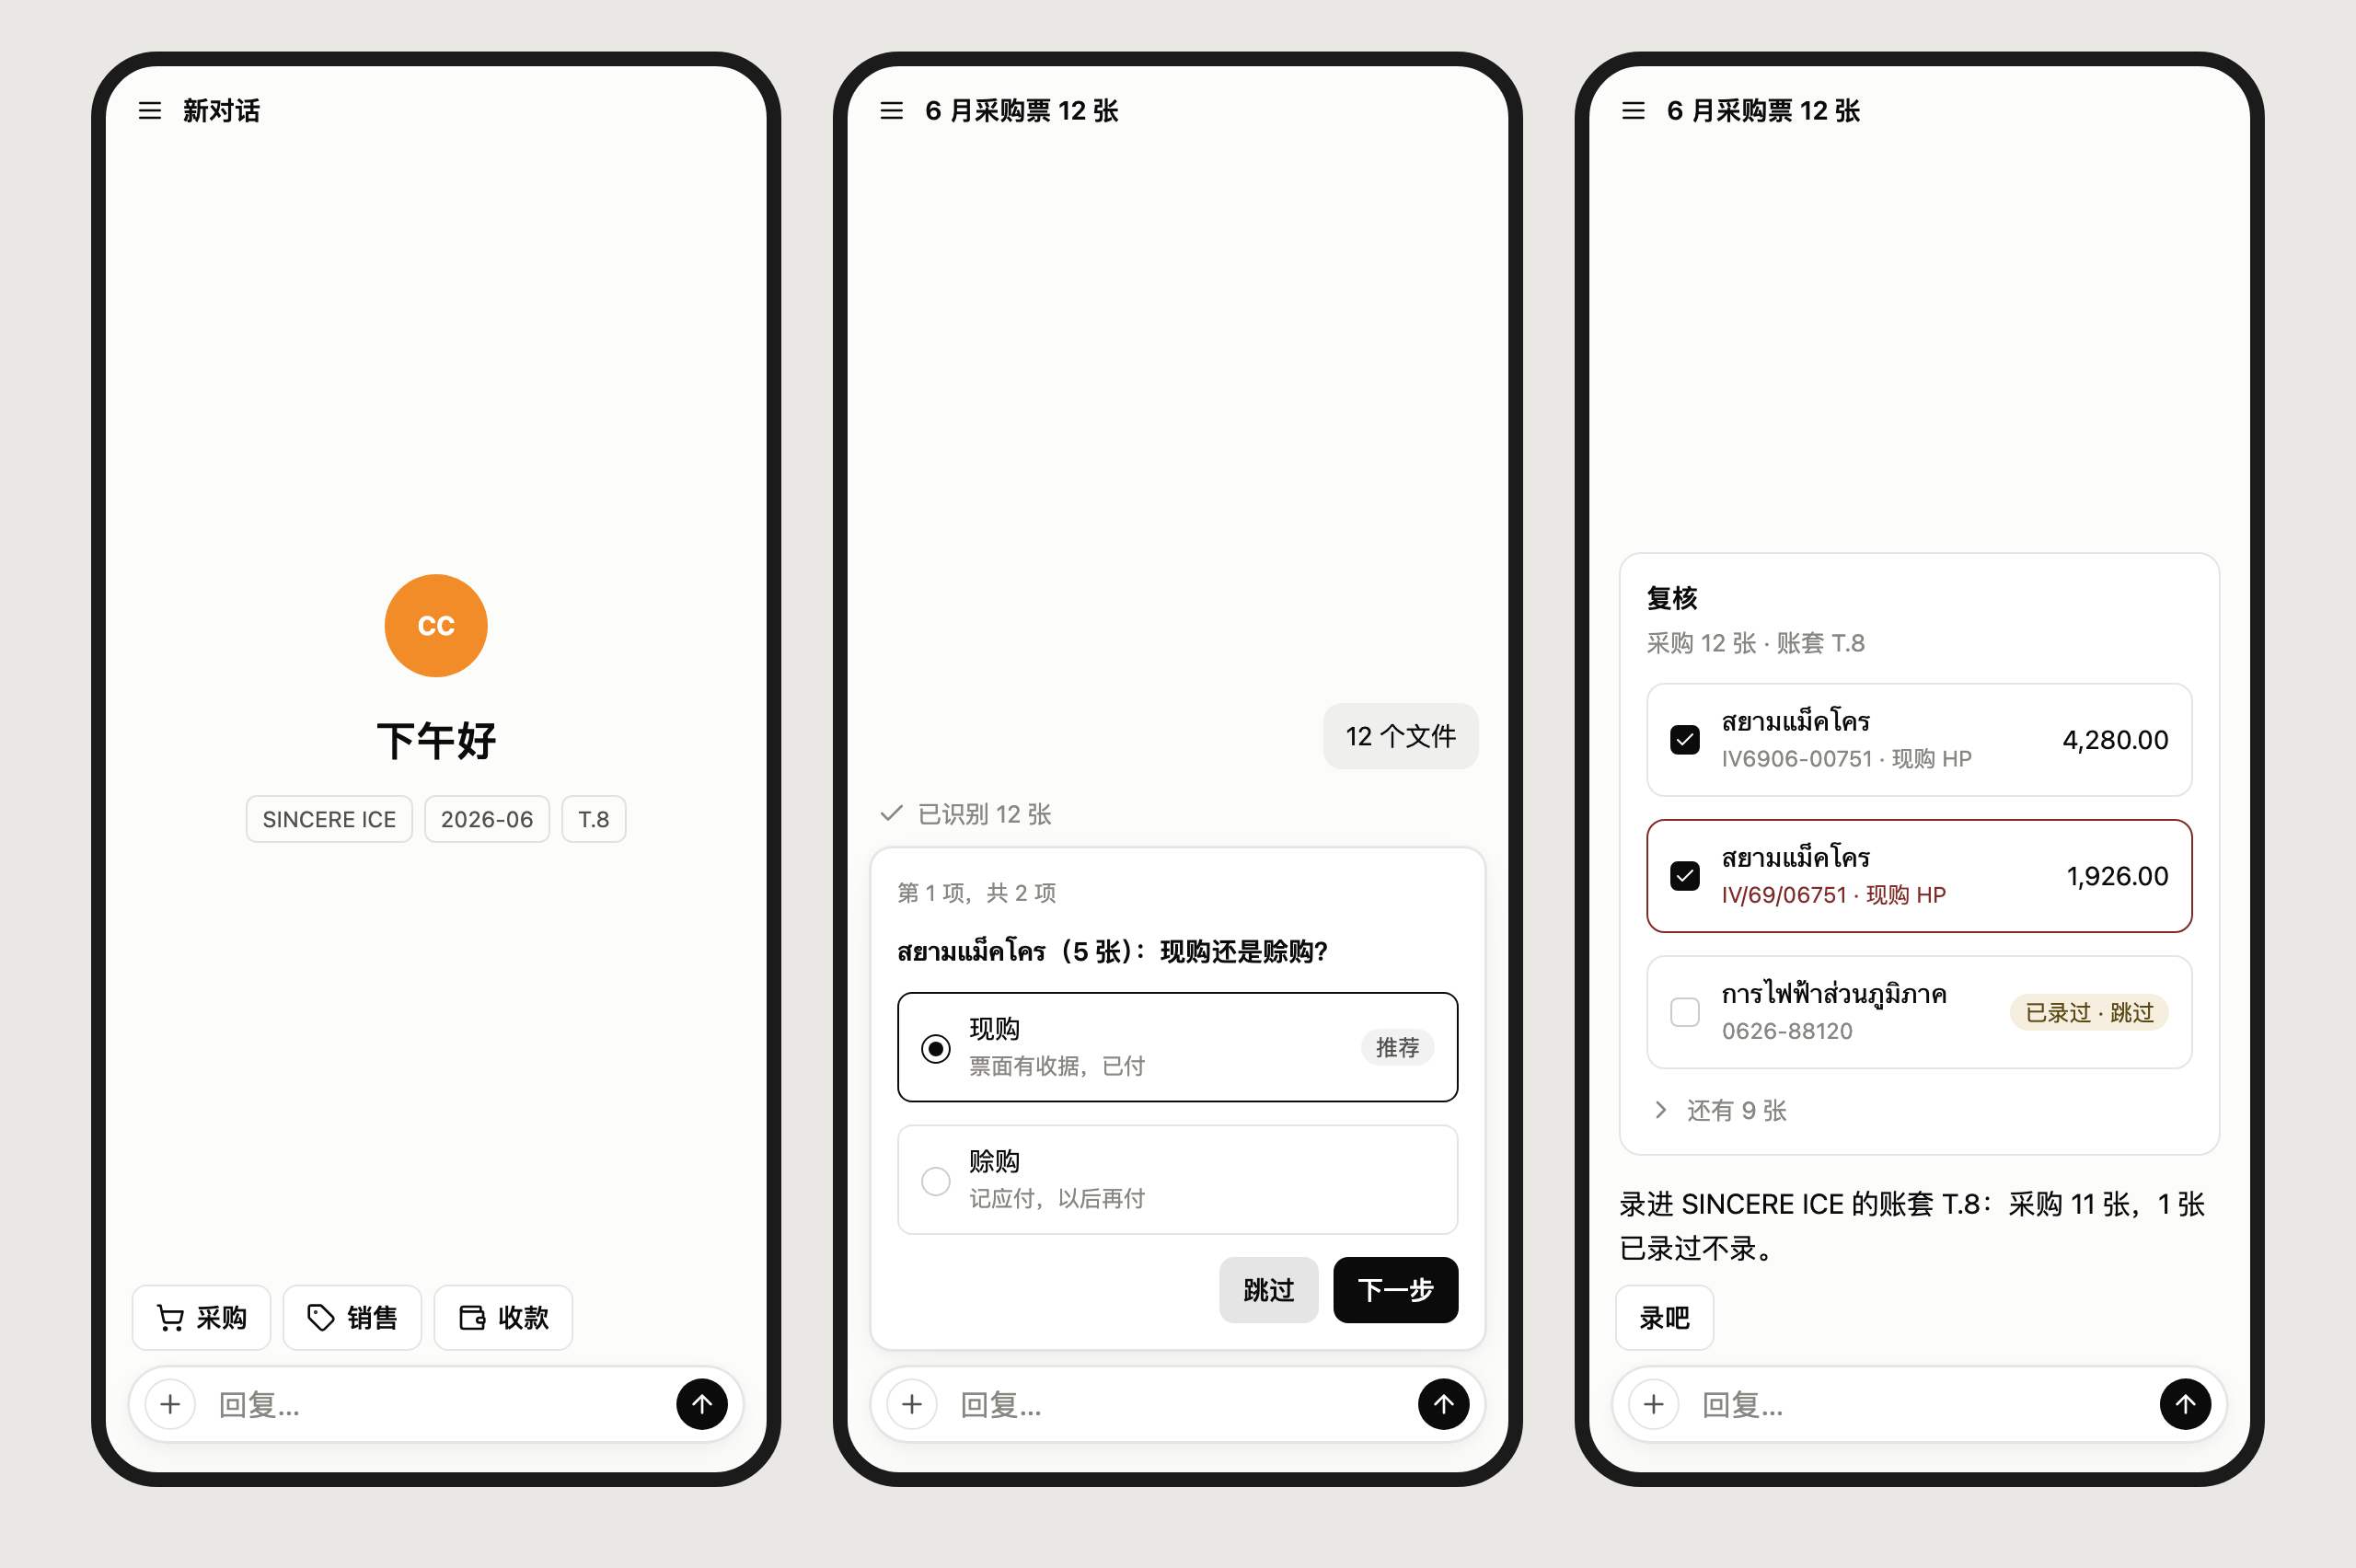 新对话
CC
下午好
SINCERE ICE
2026-06
T.8
采购
销售
收款
回复...
6 月采购票 12 张
12 个文件
已识别 12 张
第 1 项，共 2 项
สยามแม็คโคร（5 张）：现购还是赊购?
现购
票面有收据，已付
推荐
赊购
记应付，以后再付
跳过
下一步
回复...
6 月采购票 12 张
复核
采购 12 张 · 账套 T.8
สยามแม็คโคร
IV6906-00751 · 现购 HP
4,280.00
สยามแม็คโคร
IV/69/06751 · 现购 HP
1,926.00
การไฟฟ้าส่วนภูมิภาค
0626-88120
已录过 · 跳过
还有 9 张
录进 SINCERE ICE 的账套 T.8：采购 11 张，1 张
已录过不录。
录吧
回复...